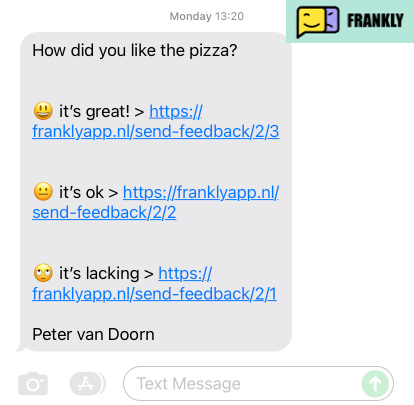 Monday 13:20
FRANKLY
How did you like the pizza?
😃 it's great! > https://
franklyapp.nl/send-feedback/2/3
😐 it's ok > https://franklyapp.nl/
send-feedback/2/2
🙄 it's lacking > https://
franklyapp.nl/send-feedback/2/1
Peter van Doorn
Text Message